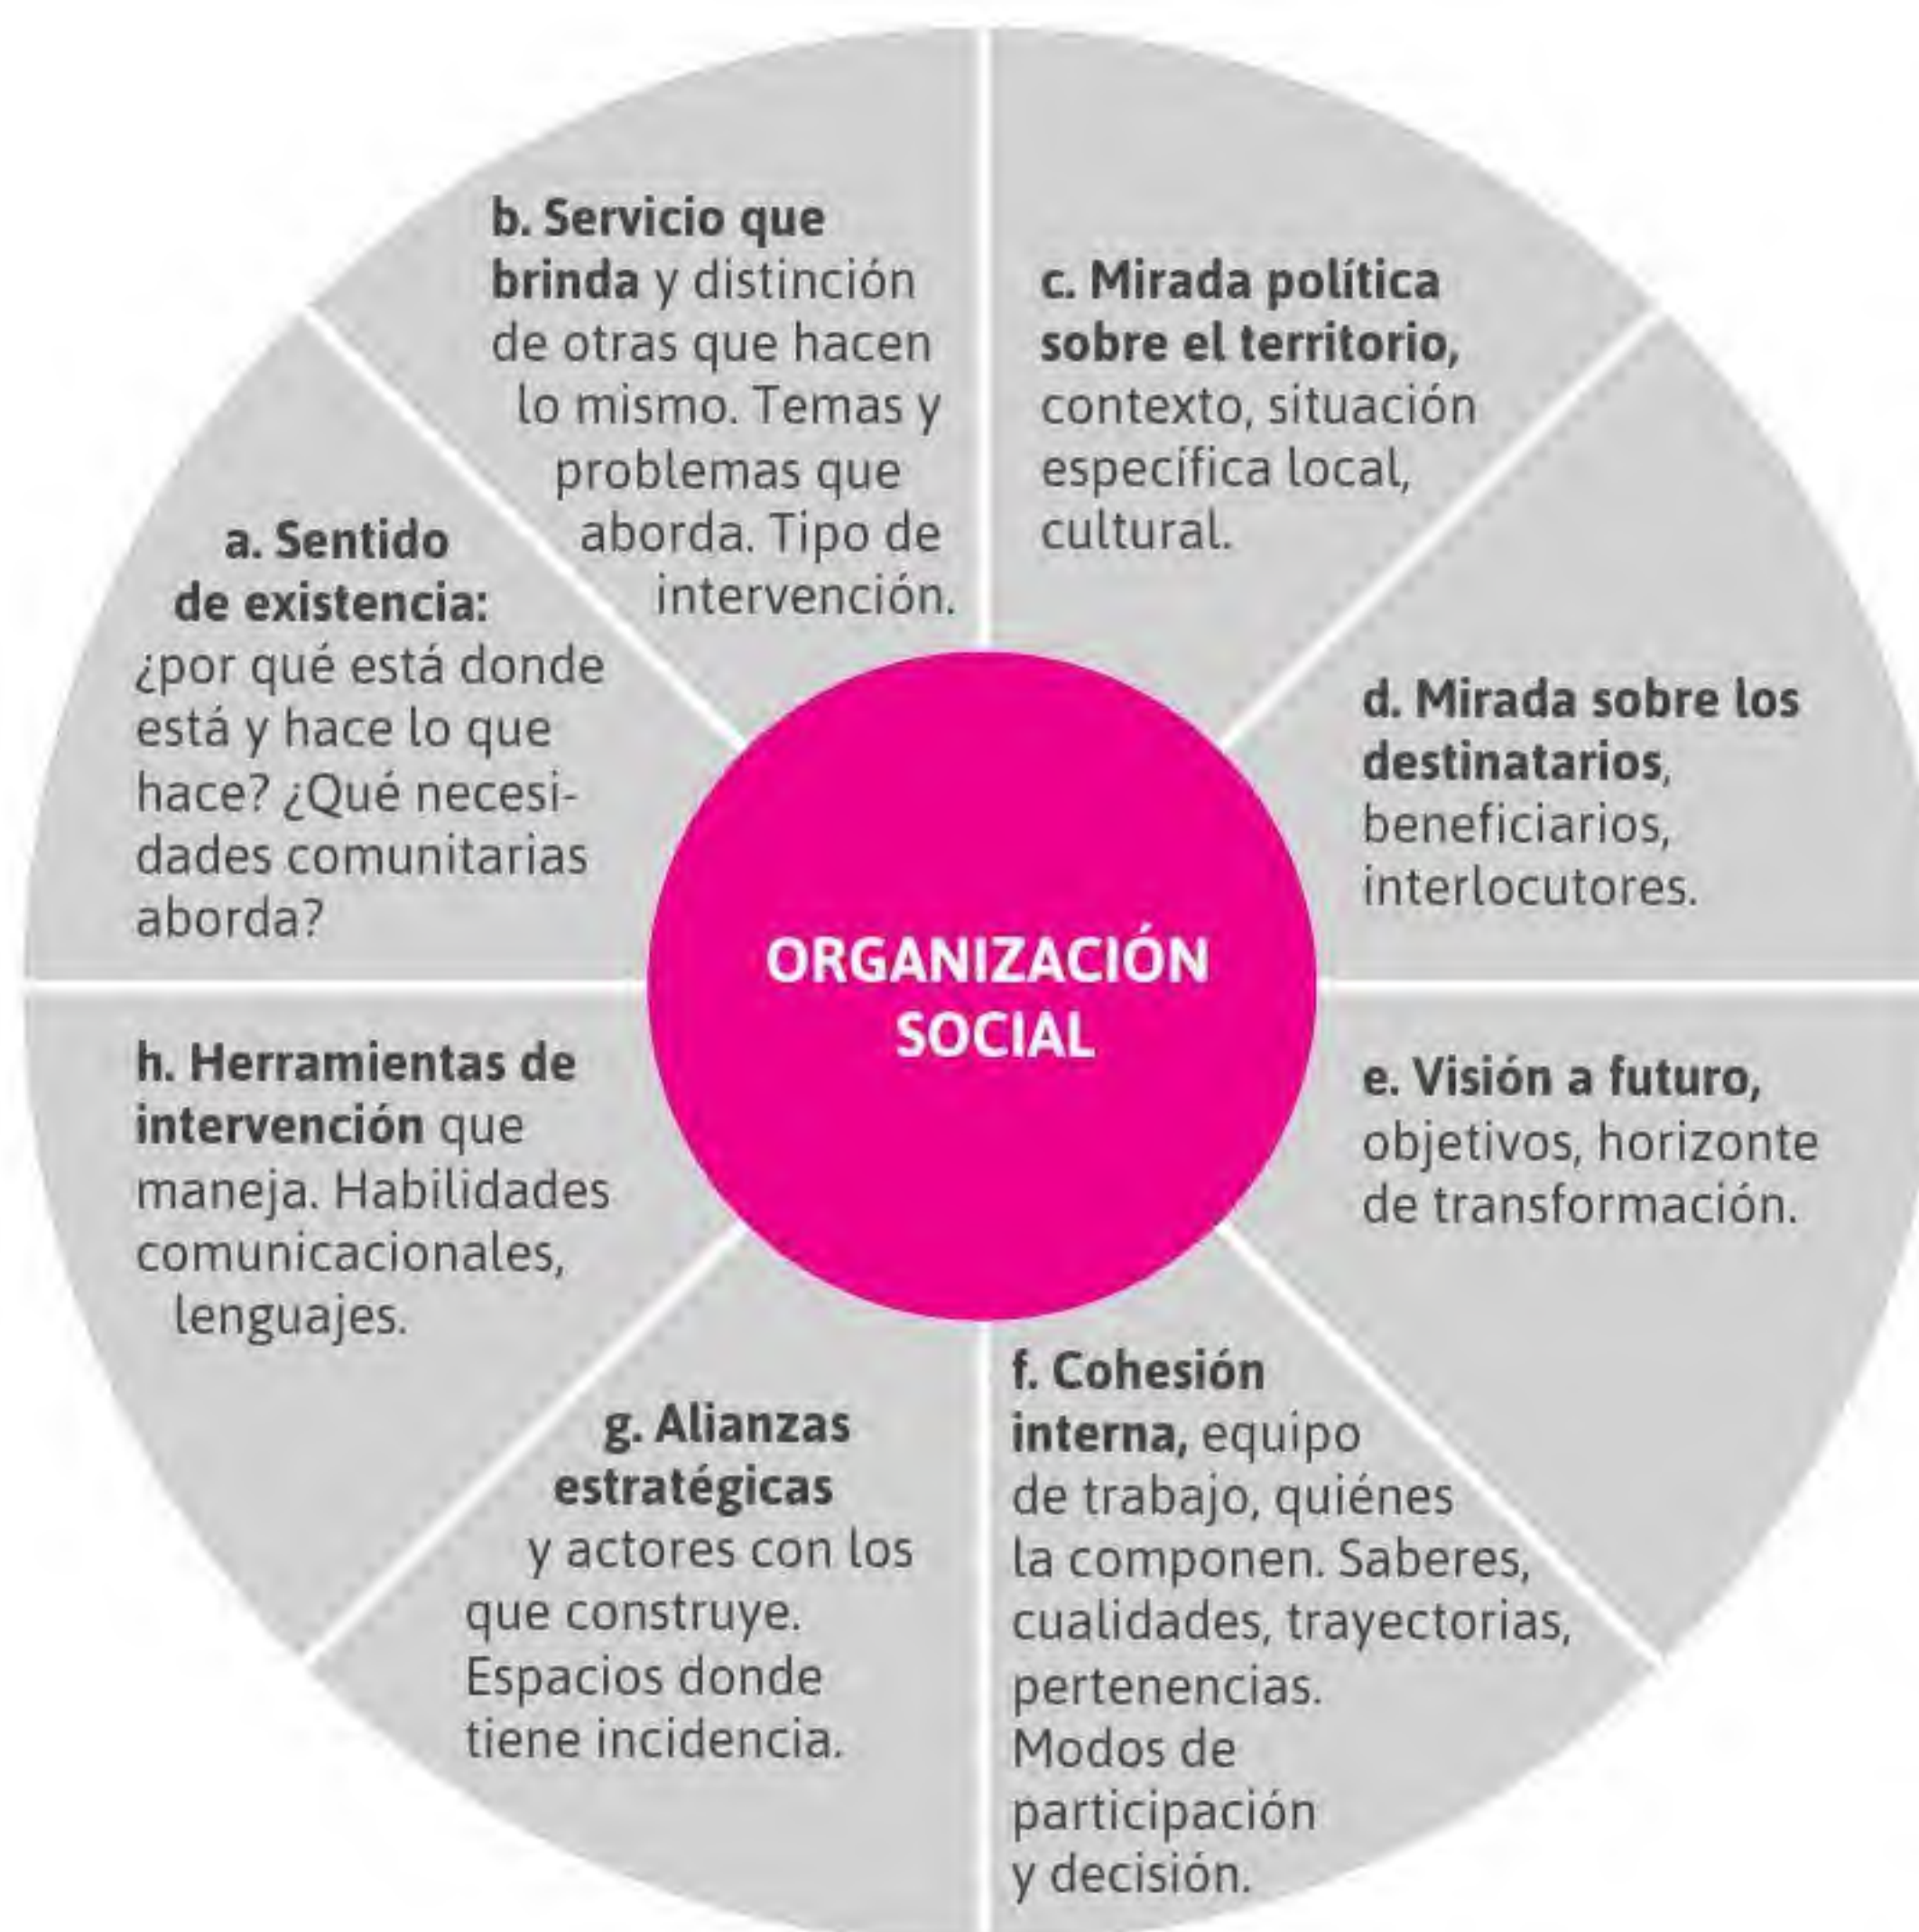 a. Sentido
de existencia:
¿por qué está donde
está y hace lo que
hace? ¿Qué necesi-
dades comunitarias
aborda?
b. Servicio que
brinda y distinción
de otras que hacen
lo mismo. Temas y
problemas que
aborda. Tipo de
intervención.
c. Mirada política
sobre el territorio,
contexto, situación
específica local,
cultural.
d. Mirada sobre los
destinatarios,
beneficiarios,
interlocutores.
e. Visión a futuro,
objetivos, horizonte
de transformación.
f. Cohesión
interna, equipo
de trabajo, quiénes
la componen. Saberes,
cualidades, trayectorias,
pertenencias.
Modos de
participación
y decisión.
g. Alianzas
estratégicas
y actores con los
que construye.
Espacios donde
tiene incidencia.
h. Herramientas de
intervención que
maneja. Habilidades
comunicacionales,
lenguajes.
ORGANIZACIÓN
SOCIAL